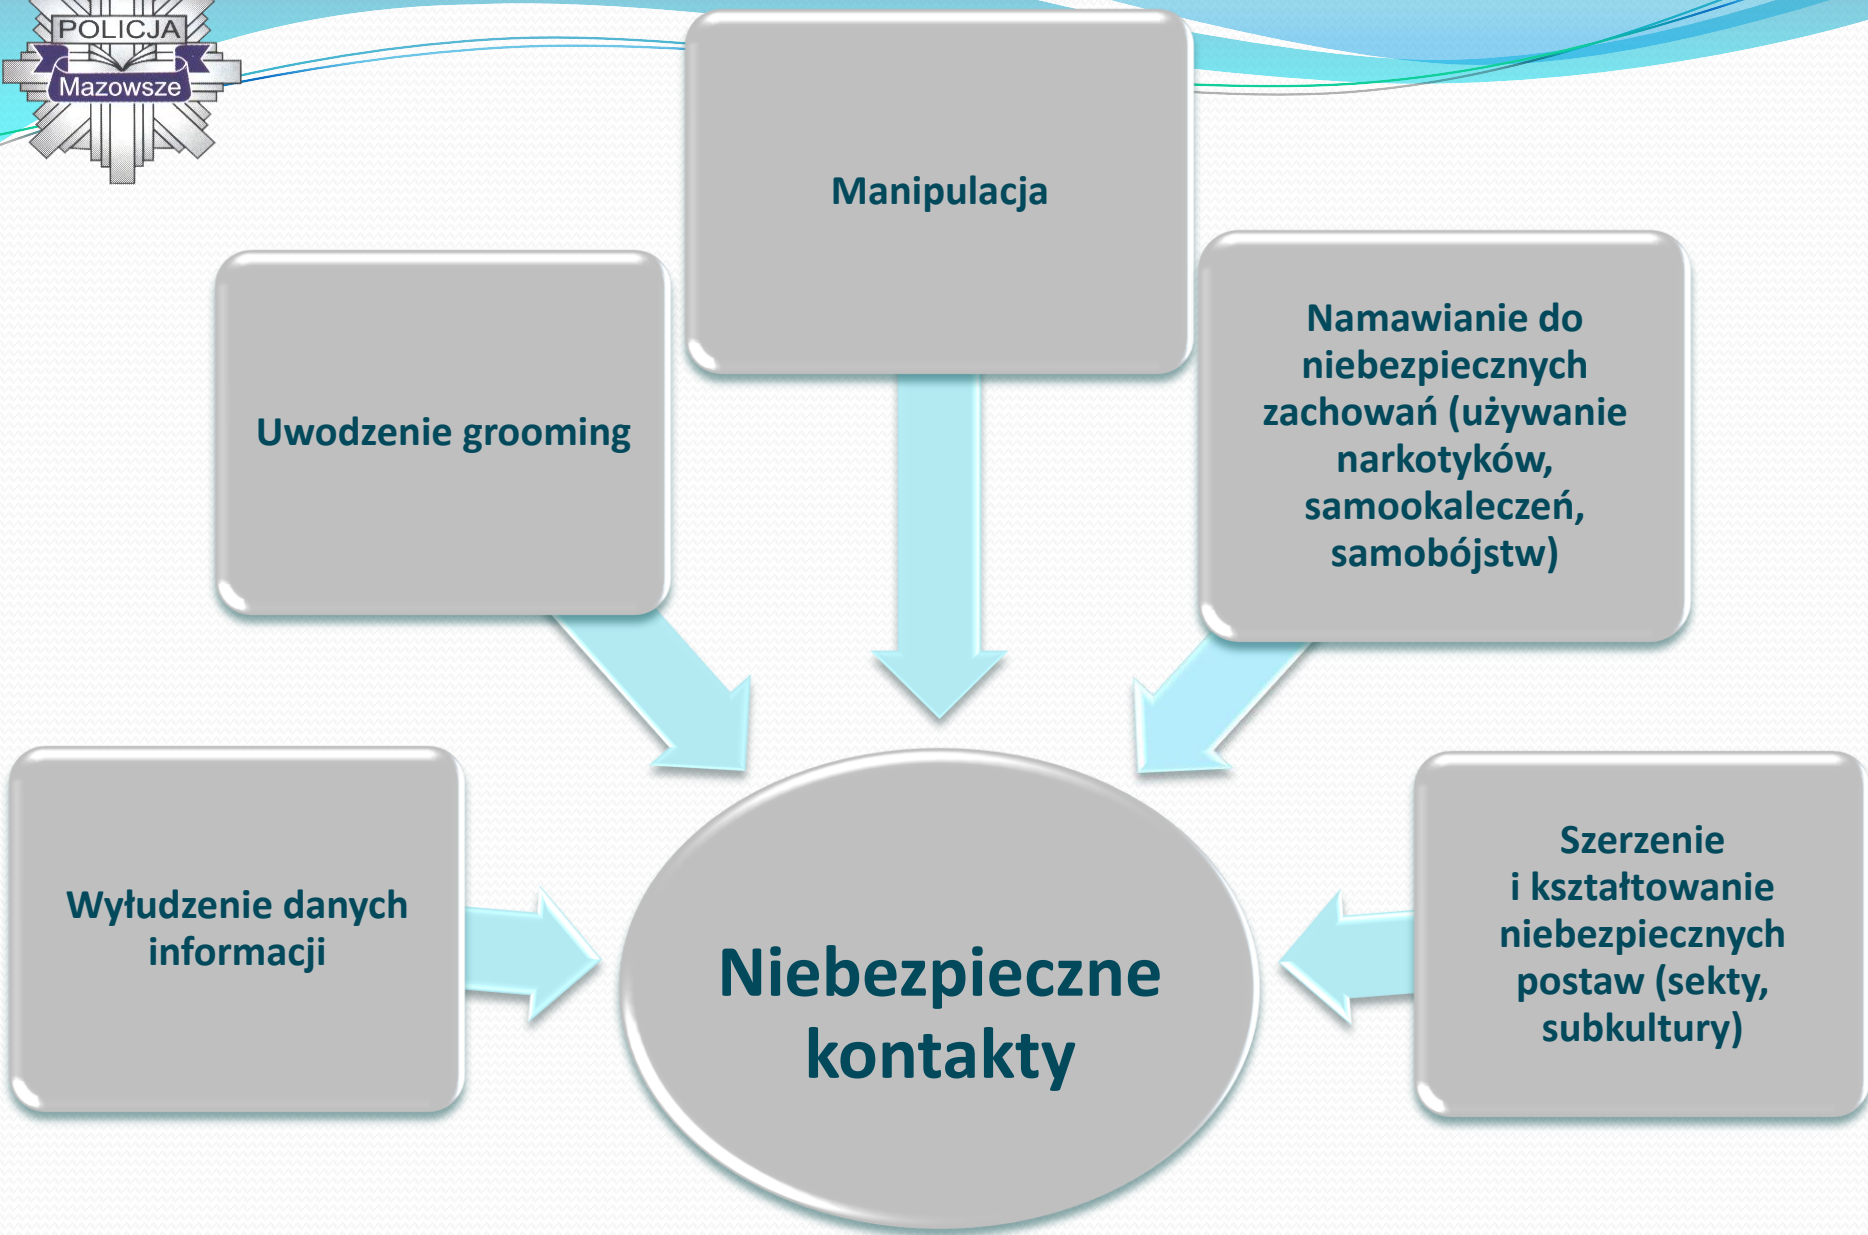 POLICJA
Mazowsze
Manipulacja
Uwodzenie grooming
Namawianie do
niebezpiecznych
zachowań (używanie
narkotyków,
samookaleczeń,
samobójstw)
Wyłudzenie danych
informacji
Niebezpieczne
kontakty
Szerzenie
i kształtowanie
niebezpiecznych
postaw (sekty,
subkultury)